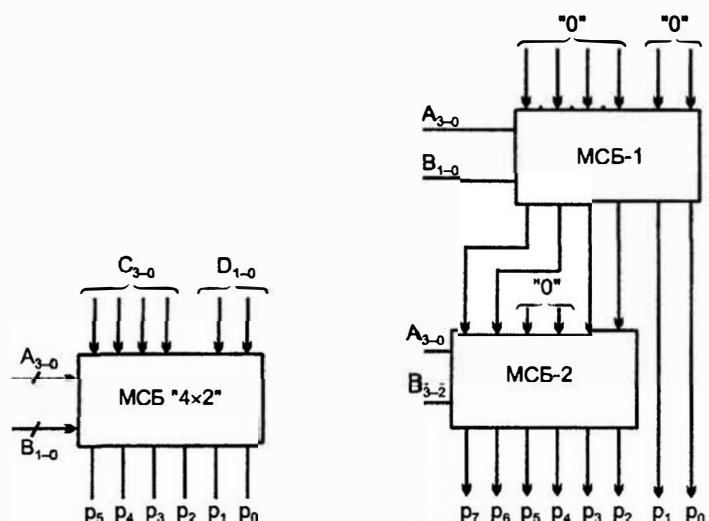 C3–0 D1–0
A3–0
МСБ "4×2"
B1–0
p5 p4 p3 p2 p1 p0
"0" "0"
A3–0
МСБ-1
B1–0
"0"
A3–0
МСБ-2
B3–2
p7 p6 p5 p4 p3 p2 p1 p0